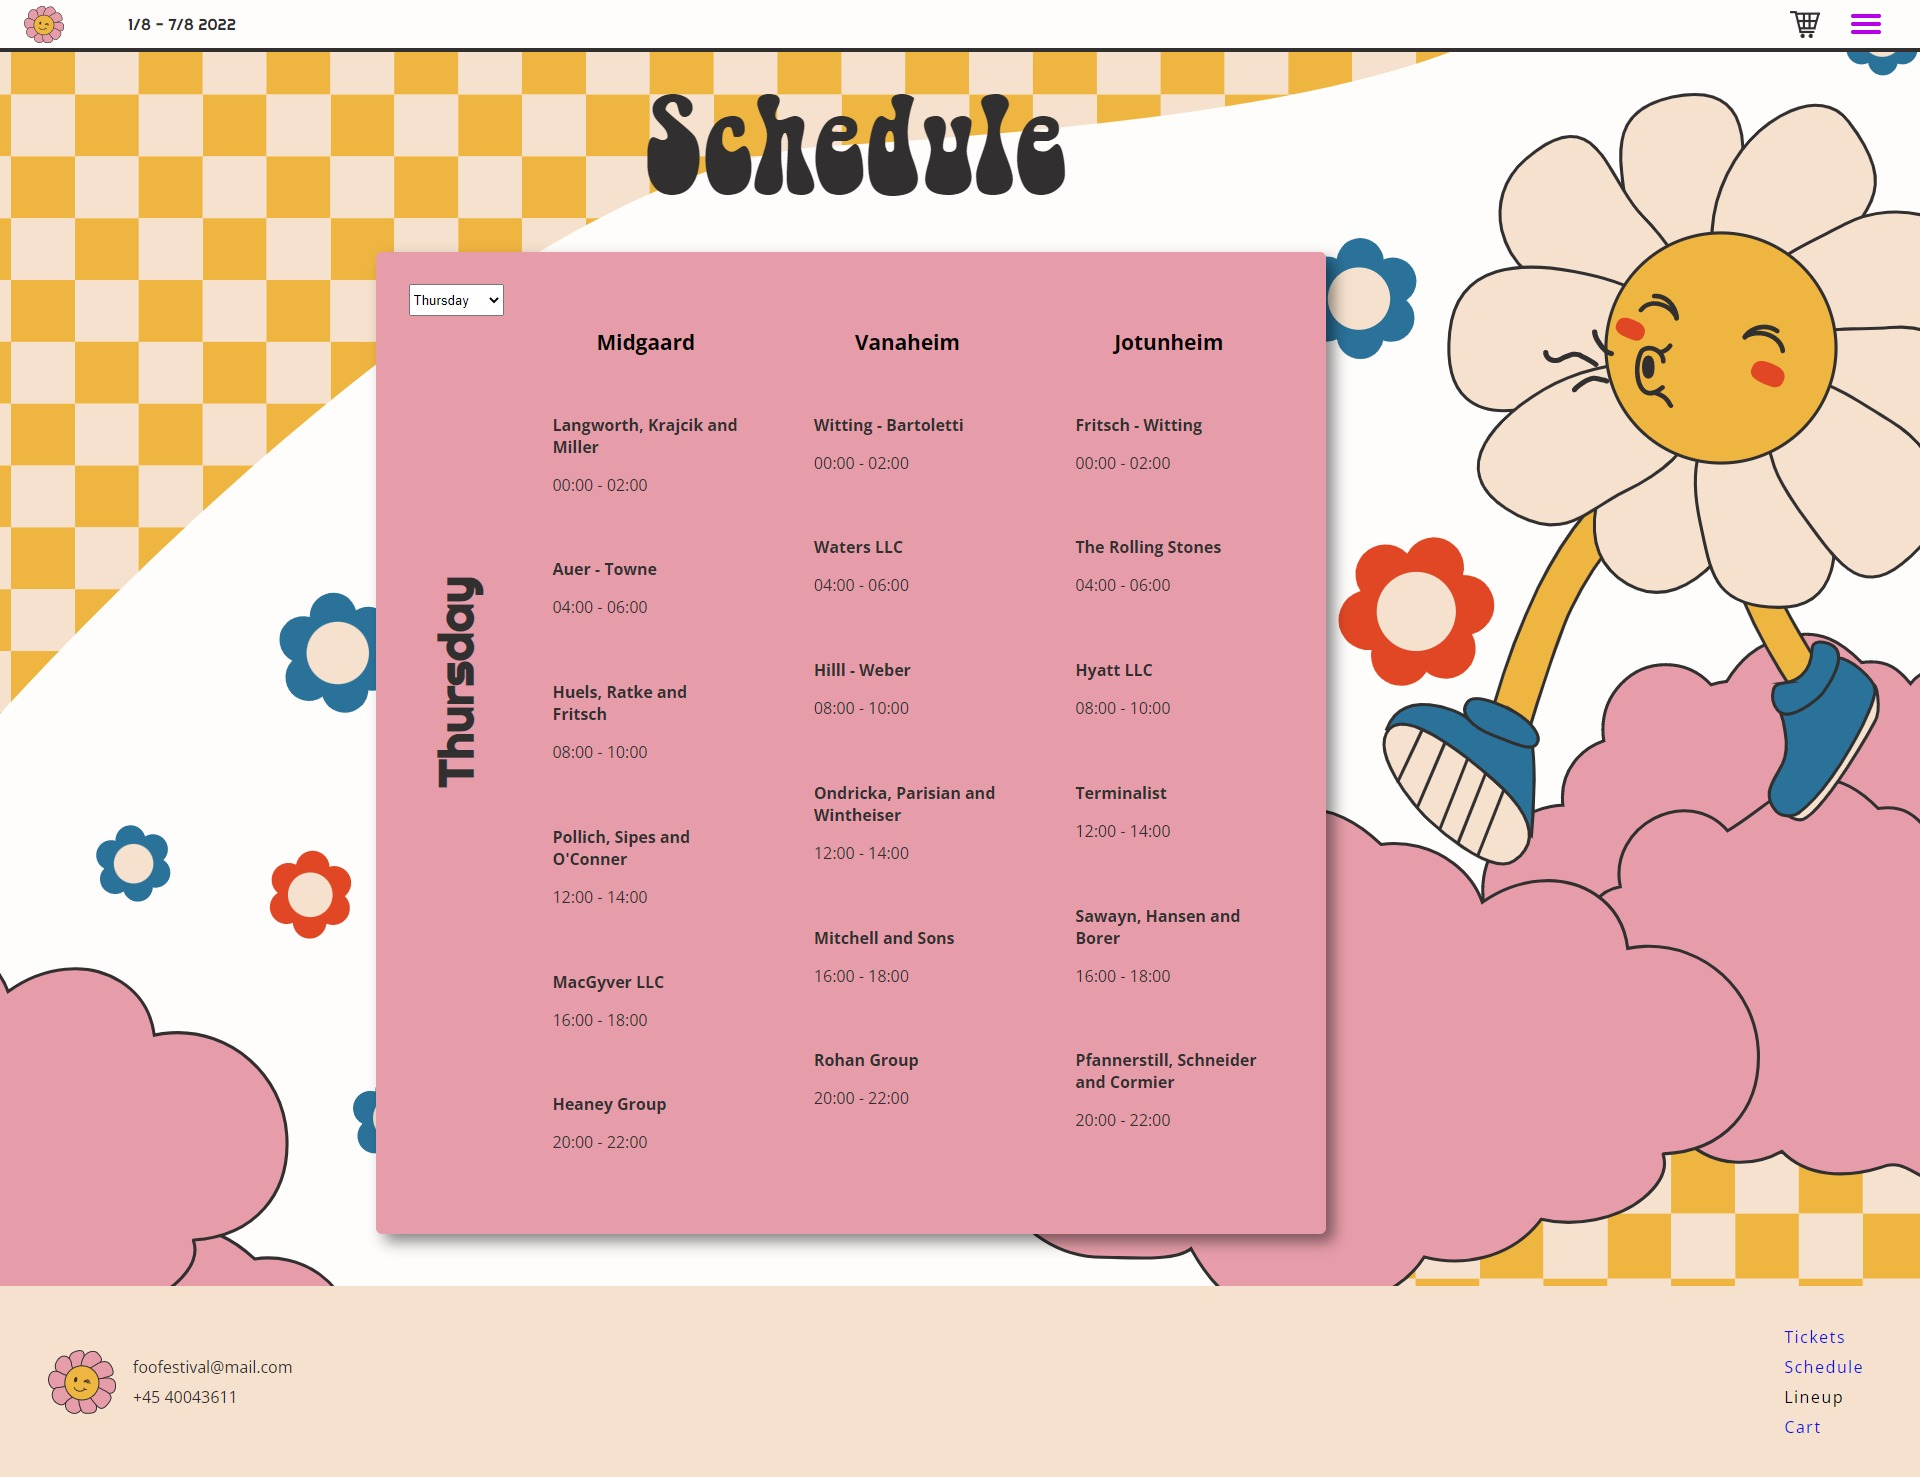 1/8 - 7/8 2022
Schedule
Thursday
Thursday
Midgaard
Langworth, Krajcik and
Miller
00:00 - 02:00
Auer - Towne
04:00 - 06:00
Huels, Ratke and
Fritsch
08:00 - 10:00
Pollich, Sipes and
O'Conner
12:00 - 14:00
MacGyver LLC
16:00 - 18:00
Heaney Group
20:00 - 22:00
Vanaheim
Witting - Bartoletti
00:00 - 02:00
Waters LLC
04:00 - 06:00
Hilll - Weber
08:00 - 10:00
Ondricka, Parisian and
Wintheiser
12:00 - 14:00
Mitchell and Sons
16:00 - 18:00
Rohan Group
20:00 - 22:00
Jotunheim
Fritsch - Witting
00:00 - 02:00
The Rolling Stones
04:00 - 06:00
Hyatt LLC
08:00 - 10:00
Terminalist
12:00 - 14:00
Sawayn, Hansen and
Borer
16:00 - 18:00
Pfannerstill, Schneider
and Cormier
20:00 - 22:00
foofestival@mail.com
+45 40043611
Tickets
Schedule
Lineup
Cart